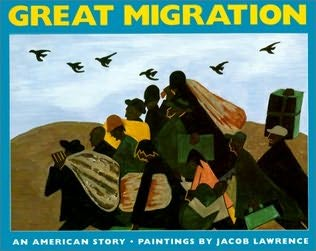 GREAT MIGRATION
AN AMERICAN STORY • PAINTINGS BY JACOB LAWRENCE